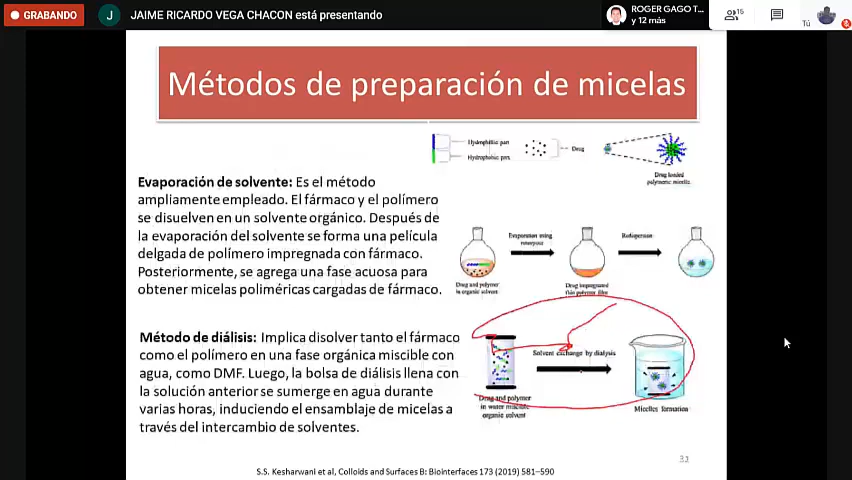 GRABANDO
J
JAIME RICARDO VEGA CHACON está presentando
ROGER GAGO T...
y 12 más
15
Tú
Métodos de preparación de micelas
Hydrophilic part
Hydrophobic part
Drug
Drug loaded
polymeric micelle
Evaporación de solvente: Es el método
ampliamente empleado. El fármaco y el polímero
se disuelven en un solvente orgánico. Después de
la evaporación del solvente se forma una película
delgada de polímero impregnada con fármaco.
Posteriormente, se agrega una fase acuosa para
obtener micelas poliméricas cargadas de fármaco.
Evaporation using
rotavapor
Redispersion
Drug and polymer
in organic solvent
Drug impregnated
thin polymer film
Método de diálisis: Implica disolver tanto el fármaco
como el polímero en una fase orgánica miscible con
agua, como DMF. Luego, la bolsa de diálisis llena con
la solución anterior se sumerge en agua durante
varias horas, induciendo el ensamblaje de micelas a
través del intercambio de solventes.
Solvent exchange by dialysis
Drug and polymer
in water miscible
organic solvent
Micelles formation
S.S. Kesharwani et al, Colloids and Surfaces B: Biointerfaces 173 (2019) 581–590